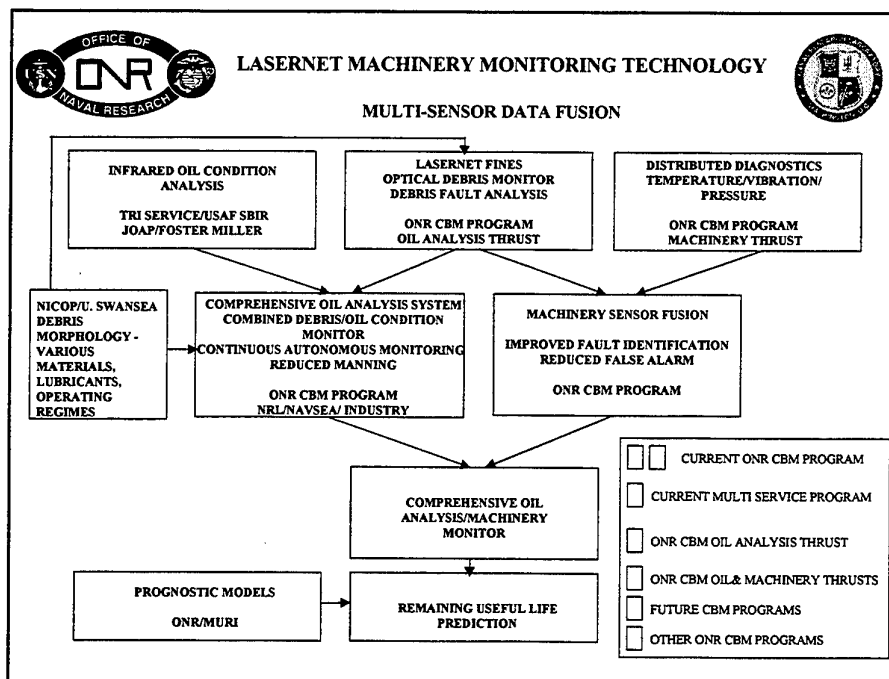 OFFICE OF
ONR
NAVAL RESEARCH
LASERNET MACHINERY MONITORING TECHNOLOGY
MULTI-SENSOR DATA FUSION
INFRARED OIL CONDITION
ANALYSIS
TRI SERVICE/USAF SBIR
JOAP/FOSTER MILLER
LASERNET FINES
OPTICAL DEBRIS MONITOR
DEBRIS FAULT ANALYSIS
ONR CBM PROGRAM
OIL ANALYSIS THRUST
DISTRIBUTED DIAGNOSTICS
TEMPERATURE/VIBRATION/
PRESSURE
ONR CBM PROGRAM
MACHINERY THRUST
NICOP/U. SWANSEA
DEBRIS
MORPHOLOGY -
VARIOUS
MATERIALS,
LUBRICANTS,
OPERATING
REGIMES
COMPREHENSIVE OIL ANALYSIS SYSTEM
COMBINED DEBRIS/OIL CONDITION
MONITOR
CONTINUOUS AUTONOMOUS MONITORING
REDUCED MANNING
ONR CBM PROGRAM
NRL/NAVSEA/ INDUSTRY
MACHINERY SENSOR FUSION
IMPROVED FAULT IDENTIFICATION
REDUCED FALSE ALARM
ONR CBM PROGRAM
COMPREHENSIVE OIL
ANALYSIS/MACHINERY
MONITOR
PROGNOSTIC MODELS
ONR/MURI
REMAINING USEFUL LIFE
PREDICTION
CURRENT ONR CBM PROGRAM
CURRENT MULTI SERVICE PROGRAM
ONR CBM OIL ANALYSIS THRUST
ONR CBM OIL& MACHINERY THRUSTS
FUTURE CBM PROGRAMS
OTHER ONR CBM PROGRAMS